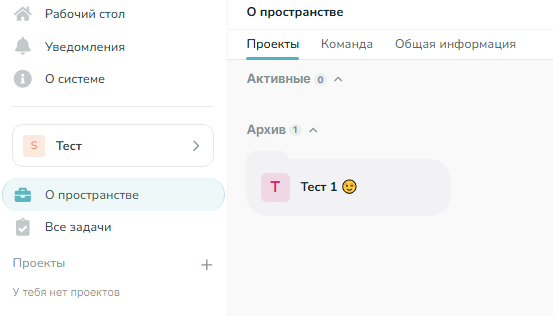 Рабочий стол
Уведомления
О системе
S Тест
О пространстве
Все задачи
Проекты
У тебя нет проектов
О пространстве
Проекты Команда Общая информация
Активные 0
Архив 1
Т Тест 1 😉